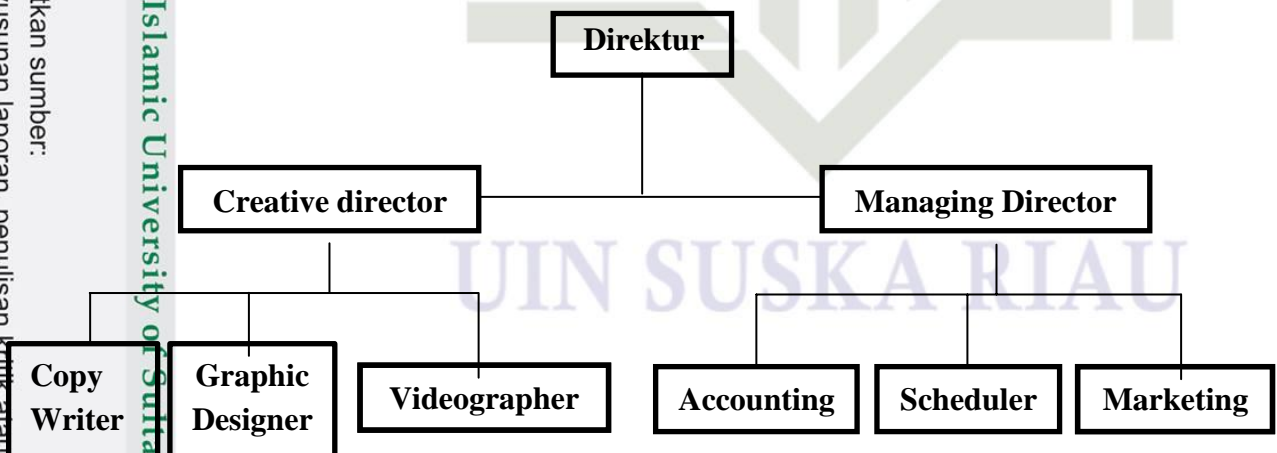 Direktur
Creative director
Managing Director
UIN SUSKA RIAU
Copy
Writer
Graphic
Designer
Videographer
Accounting
Scheduler
Marketing
Islamic University of Sulta
tkan sumber:
usunan laporan, penulisan kritik atau